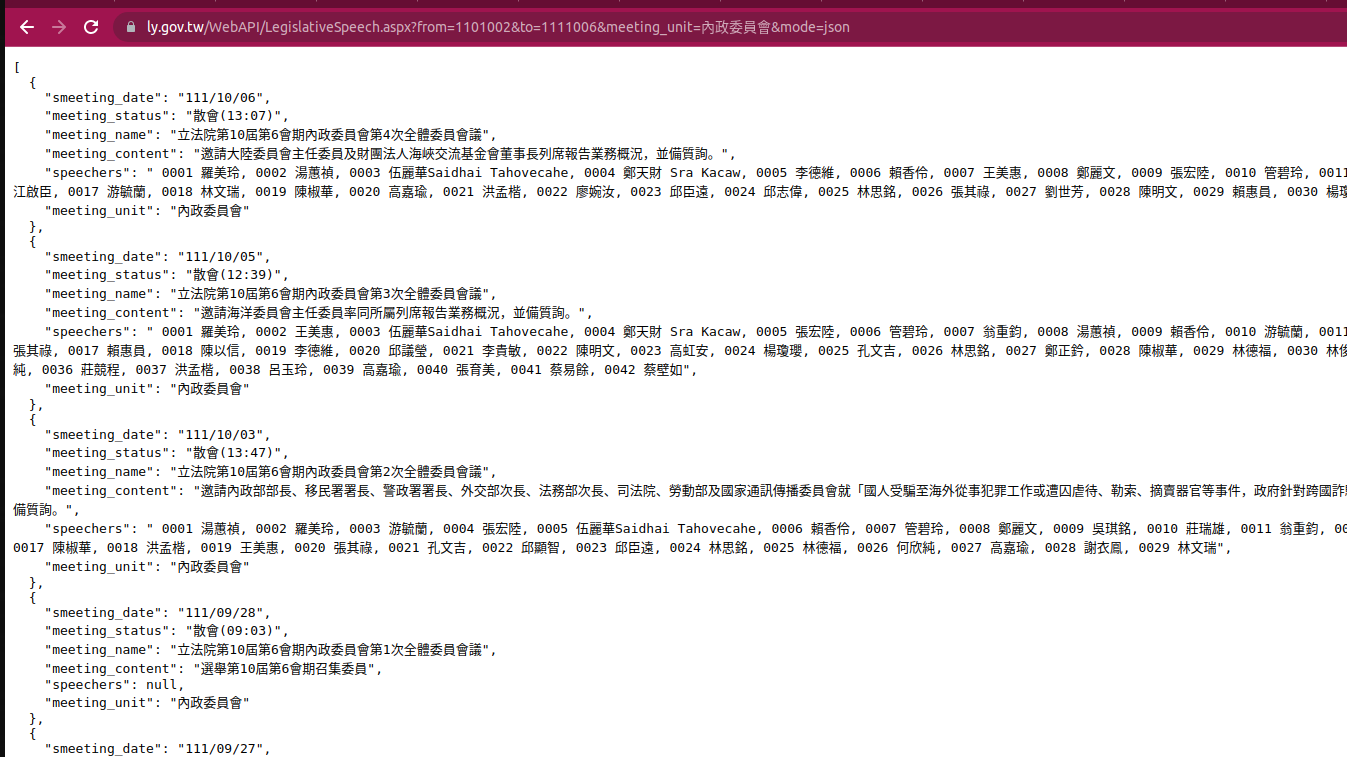 ly.gov.tw/WebAPI/LegislativeSpeech.aspx?from=1101002&to=1111006&meeting_unit=內政委員會&mode=json
[
{
"smeeting_date": "111/10/06",
"meeting_status": "散會(13:07)",
"meeting_name": "立法院第10屆第6會期內政委員會第4次全體委員會議",
"meeting_content": "邀請大陸委員會主任委員及財團法人海峽交流基金會董事長列席報告業務概況，並備質詢。",
"speechers": " 0001 羅美玲, 0002 湯蕙禎, 0003 伍麗華Saidhai Tahovecahe, 0004 鄭天財 Sra Kacaw, 0005 李德維, 0006 賴香伶, 0007 王美惠, 0008 鄭麗文, 0009 張宏陸, 0010 管碧玲, 0011
江啟臣, 0017 游毓蘭, 0018 林文瑞, 0019 陳椒華, 0020 高嘉瑜, 0021 洪孟楷, 0022 廖婉汝, 0023 邱臣遠, 0024 邱志偉, 0025 林思銘, 0026 張其祿, 0027 劉世芳, 0028 陳明文, 0029 賴惠員, 0030 楊瓊
"meeting_unit": "內政委員會"
},
{
"smeeting_date": "111/10/05",
"meeting_status": "散會(12:39)",
"meeting_name": "立法院第10屆第6會期內政委員會第3次全體委員會議",
"meeting_content": "邀請海洋委員會主任委員率同所屬列席報告業務概況，並備質詢。",
"speechers": " 0001 羅美玲, 0002 王美惠, 0003 伍麗華Saidhai Tahovecahe, 0004 鄭天財 Sra Kacaw, 0005 張宏陸, 0006 管碧玲, 0007 翁重鈞, 0008 湯蕙禎, 0009 賴香伶, 0010 游毓蘭, 0011
張其祿, 0017 賴惠員, 0018 陳以信, 0019 李德維, 0020 邱議瑩, 0021 李貴敏, 0022 陳明文, 0023 高虹安, 0024 楊瓊瓔, 0025 孔文吉, 0026 林思銘, 0027 鄭正鈐, 0028 陳椒華, 0029 林德福, 0030 林俊
純, 0036 莊競程, 0037 洪孟楷, 0038 呂玉玲, 0039 高嘉瑜, 0040 張育美, 0041 蔡易餘, 0042 蔡壁如",
"meeting_unit": "內政委員會"
},
{
"smeeting_date": "111/10/03",
"meeting_status": "散會(13:47)",
"meeting_name": "立法院第10屆第6會期內政委員會第2次全體委員會議",
"meeting_content": "邀請內政部部長、移民署署長、警政署署長、外交部次長、法務部次長、司法院、勞動部及國家通訊傳播委員會就「國人受騙至海外從事犯罪工作或遭囚虐待、勒索、摘賣器官等事件，政府針對跨國詐
備質詢。",
"speechers": " 0001 湯蕙禎, 0002 羅美玲, 0003 游毓蘭, 0004 張宏陸, 0005 伍麗華Saidhai Tahovecahe, 0006 賴香伶, 0007 管碧玲, 0008 鄭麗文, 0009 吳琪銘, 0010 莊瑞雄, 0011 翁重鈞, 00
0017 陳椒華, 0018 洪孟楷, 0019 王美惠, 0020 張其祿, 0021 孔文吉, 0022 邱顯智, 0023 邱臣遠, 0024 林思銘, 0025 林德福, 0026 何欣純, 0027 高嘉瑜, 0028 謝衣鳳, 0029 林文瑞",
"meeting_unit": "內政委員會"
},
{
"smeeting_date": "111/09/28",
"meeting_status": "散會(09:03)",
"meeting_name": "立法院第10屆第6會期內政委員會第1次全體委員會議",
"meeting_content": "選舉第10屆第6會期召集委員",
"speechers": null,
"meeting_unit": "內政委員會"
},
{
"smeeting_date": "111/09/27",